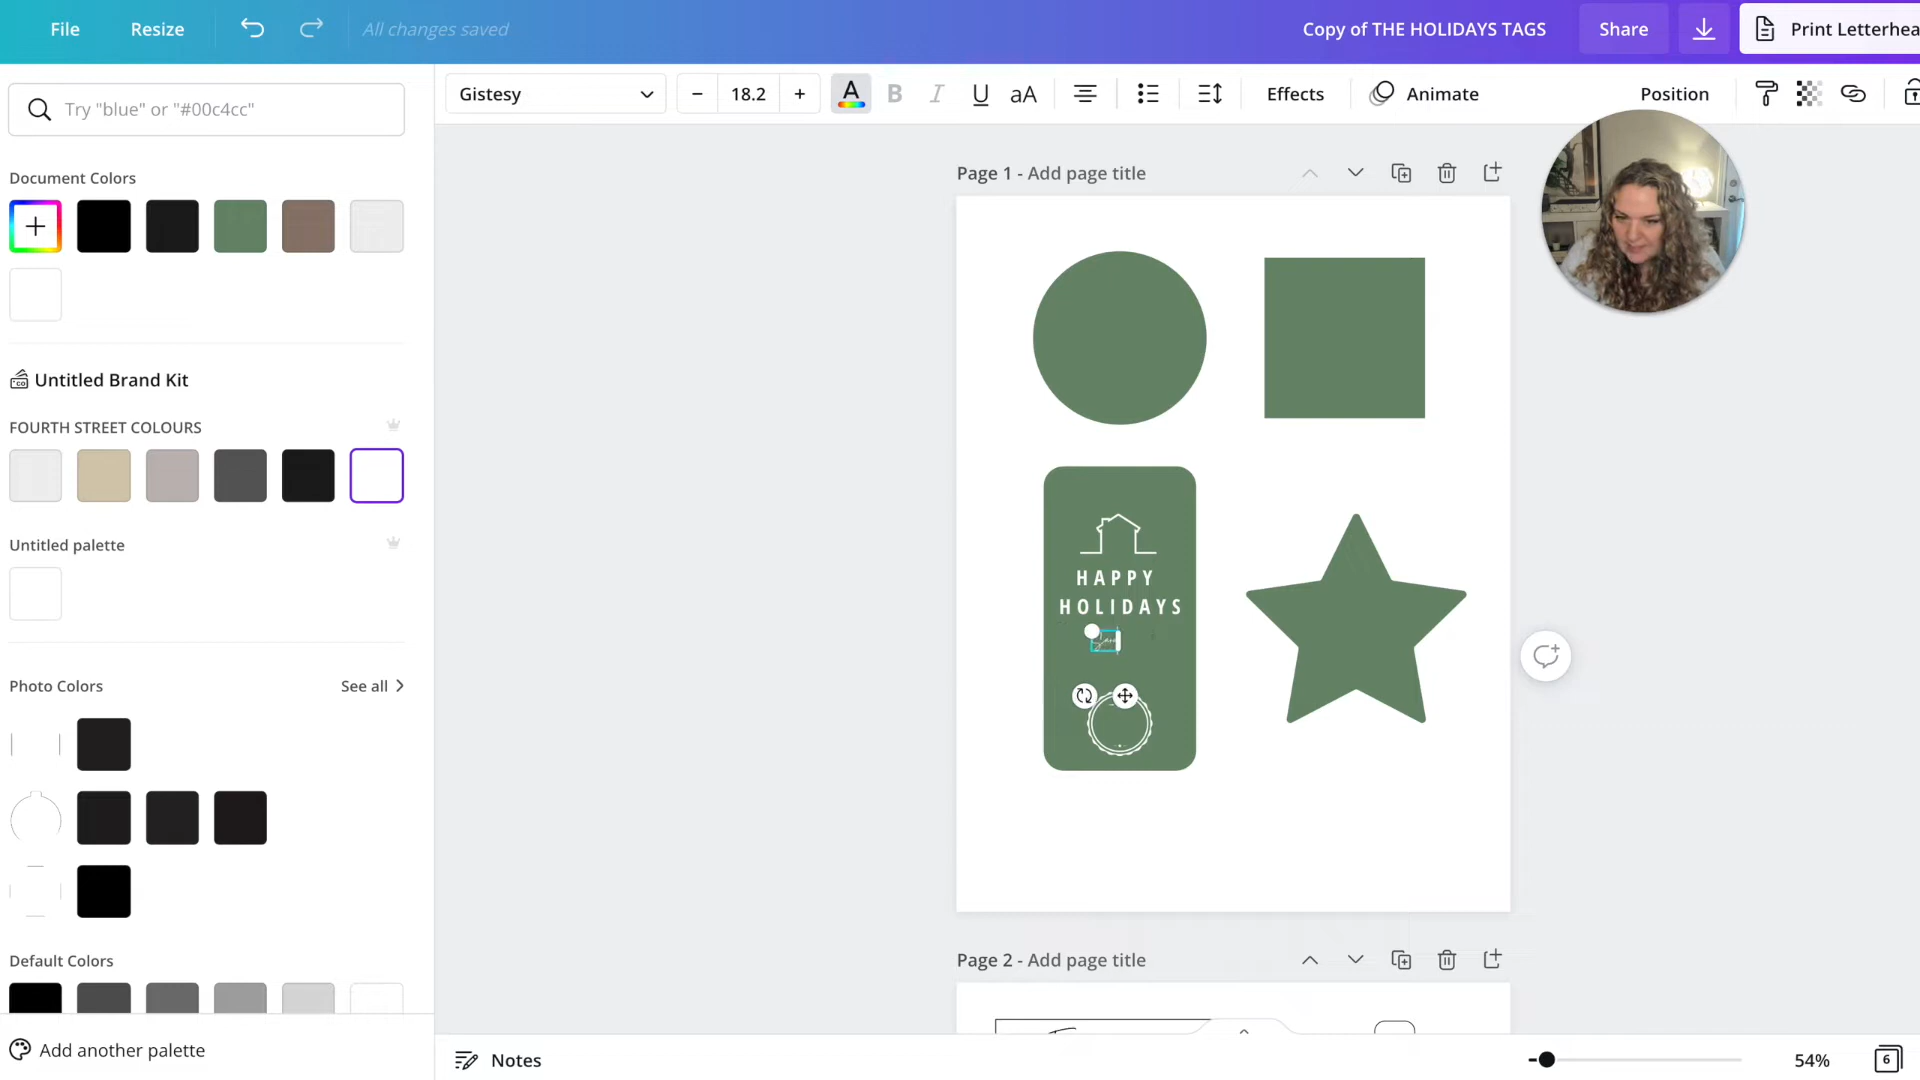 File
Resize
All changes saved
Copy of THE HOLIDAYS TAGS
Share
Print Letterhea
Try "blue" or "#00c4cc"
Gistesy
18.2
A
B
I
U
aA
Effects
Animate
Position
Document Colors
Untitled Brand Kit
FOURTH STREET COLOURS
Untitled palette
Photo Colors
See all
Default Colors
Add another palette
Page 1 - Add page title
HAPPY
HOLIDAYS
Page 2 - Add page title
Notes
54%
6